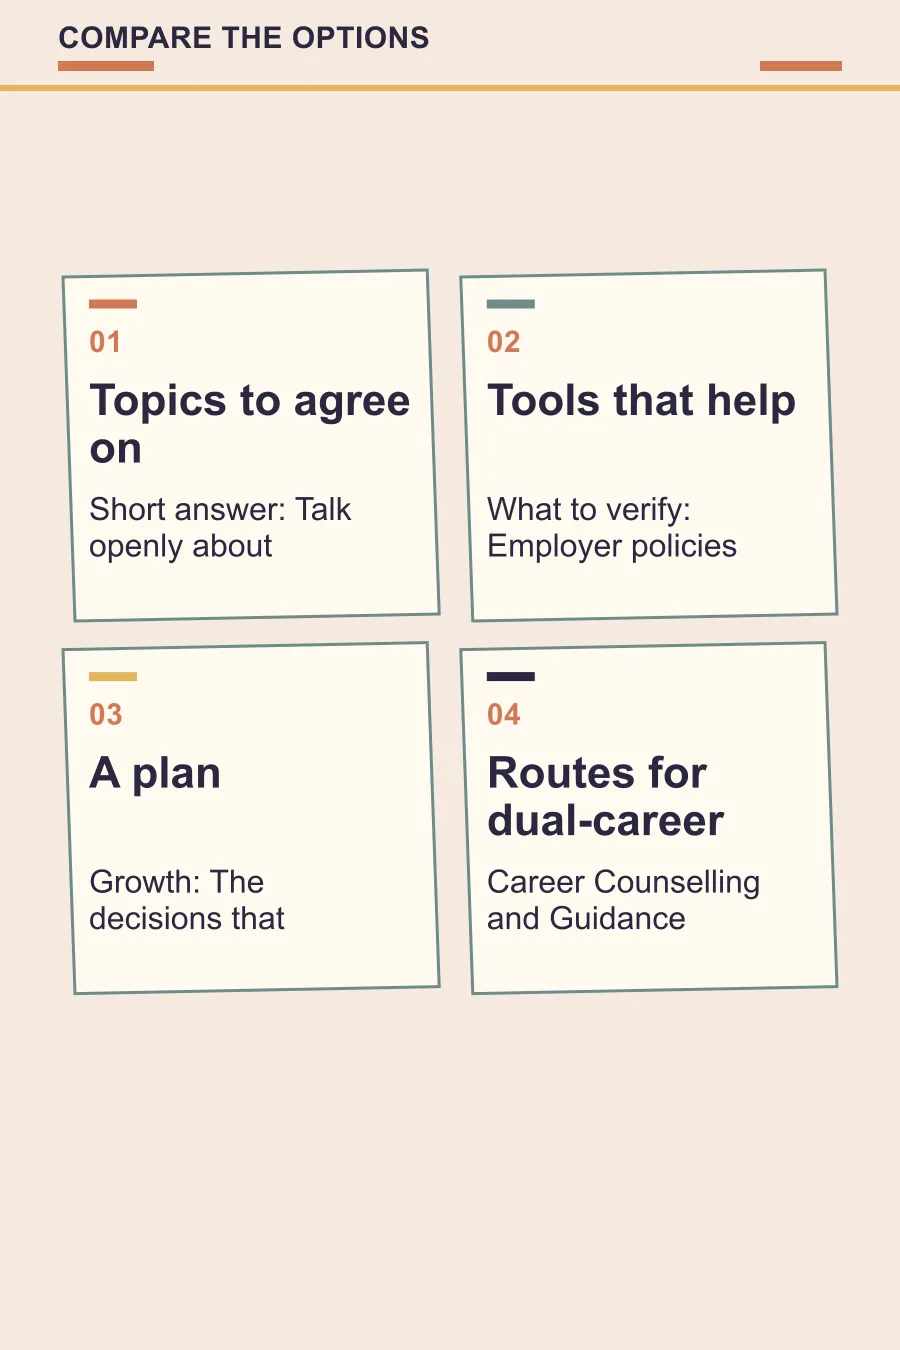 COMPARE THE OPTIONS
01
Topics to agree
on
Short answer: Talk
openly about
02
Tools that help
What to verify:
Employer policies
03
A plan
Growth: The
decisions that
04
Routes for
dual-career
Career Counselling
and Guidance